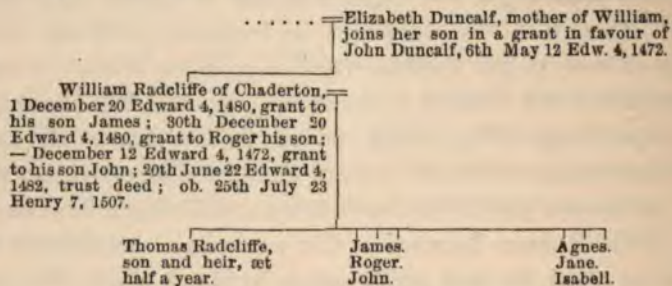 ...... Elizabeth Duncalf, mother of William,
joins her son in a grant in favour of
John Duncalf, 6th May 12 Edw. 4, 1472.
William Radcliffe of Chaderton,
1 December 20 Edward 4, 1480, grant to
his son James; 30th December 20
Edward 4, 1480, grant to Roger his son;
— December 12 Edward 4, 1472, grant
to his son John; 20th June 22 Edward 4,
1482, trust deed; ob. 25th July 23
Henry 7, 1507.
Thomas Radcliffe,
son and heir, æt
half a year.
James.
Roger.
John.
Agnes.
Jane.
Isabell.